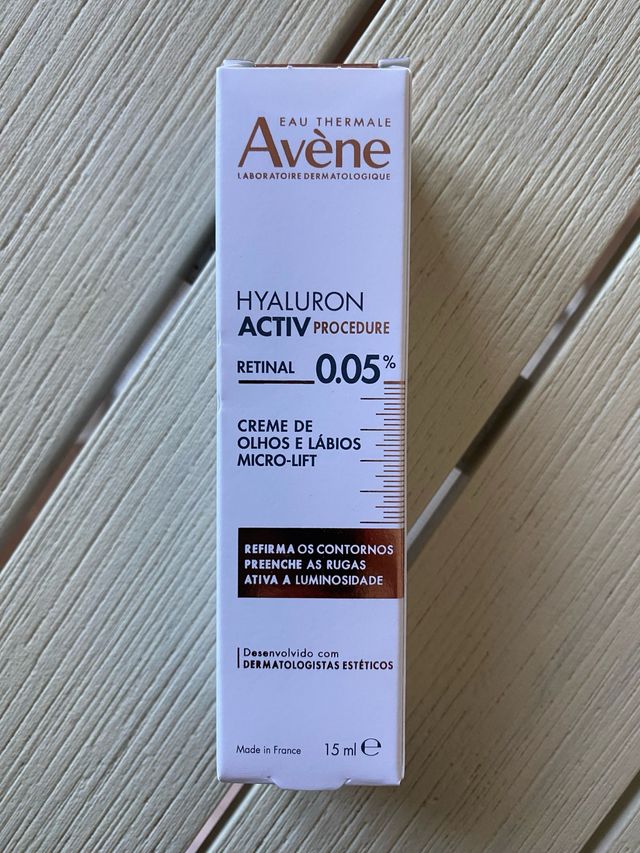 EAU THERMALE
Avène
LABORATOIRE DERMATOLOGIQUE
HYALURON
ACTIV PROCEDURE
RETINAL 0.05%
CREME DE
OLHOS E LÁBIOS
MICRO-LIFT
REFIRMA OS CONTORNOS
PREENCHE AS RUGAS
ATIVA A LUMINOSIDADE
Desenvolvido com
DERMATOLOGISTAS ESTÉTICOS
Made in France 15 ml ℮